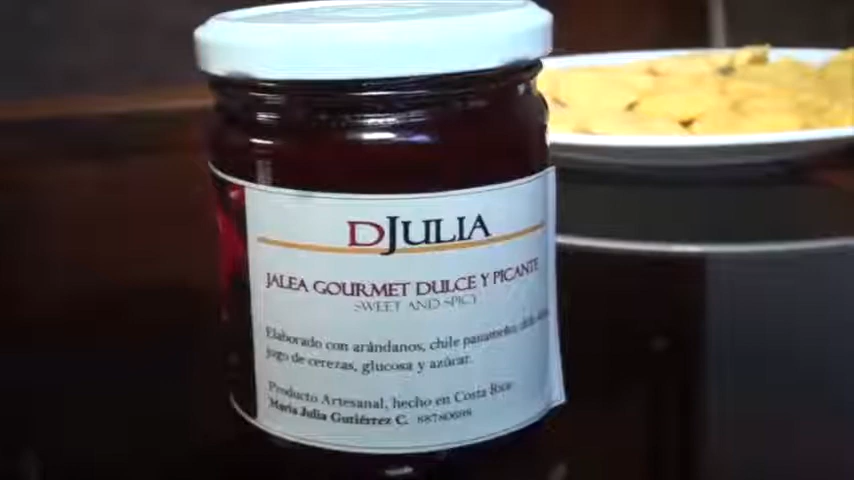 DJULIA
JALEA GOURMET DULCE Y PICANTE
SWEET AND SPICY
Elaborado con arándanos, chile panameño,
jugo de cerezas, glucosa y azúcar.
Producto Artesanal, hecho en Costa Rica
María Julia Gutiérrez C.